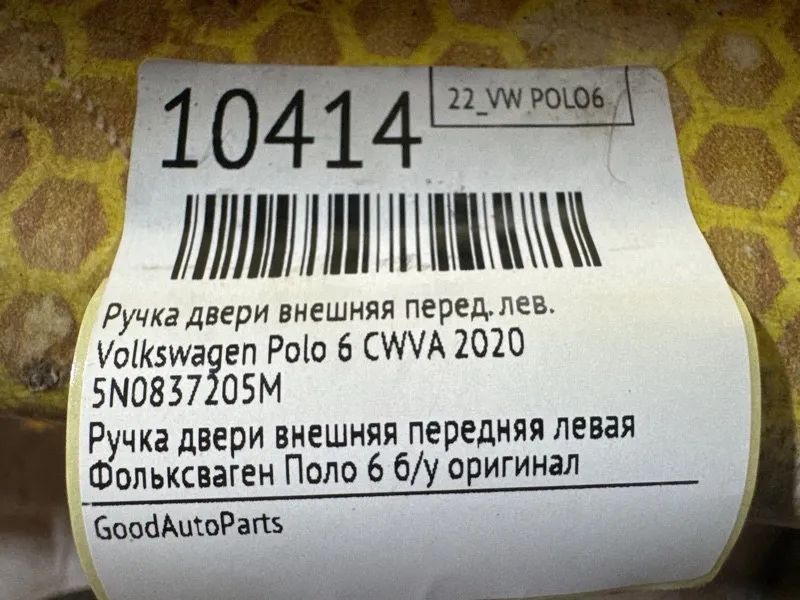 10414
22_VW POLO6
Ручка двери внешняя перед. лев.
Volkswagen Polo 6 CWVA 2020
5N0837205M
Ручка двери внешняя передняя левая
Фольксваген Поло 6 б/у оригинал
GoodAutoParts